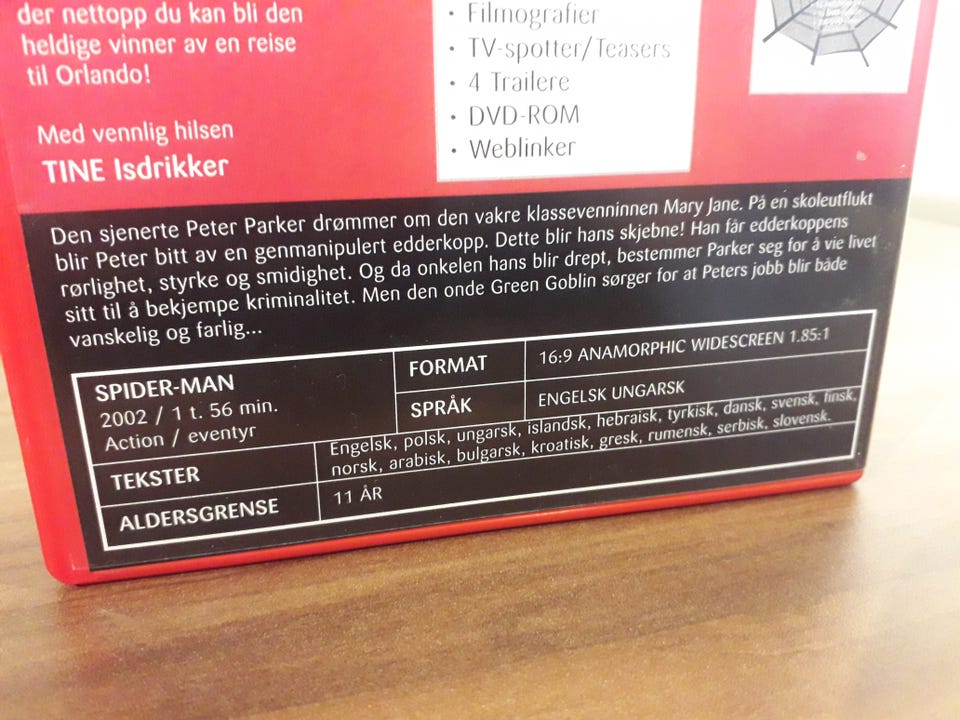 der nettopp du kan bli den
heldige vinner av en reise
til Orlando!
Med vennlig hilsen
TINE Isdrikker
• Filmografier
• TV-spotter/Teasers
• 4 Trailere
• DVD-ROM
• Weblinker
Den sjenerte Peter Parker drømmer om den vakre klassevenninnen Mary Jane. På en skoleutflukt
blir Peter bitt av en genmanipulert edderkopp. Dette blir hans skjebne! Han får edderkoppens
rørlighet, styrke og smidighet. Og da onkelen hans blir drept, bestemmer Parker seg for å vie livet
sitt til å bekjempe kriminalitet. Men den onde Green Goblin sørger for at Peters jobb blir både
vanskelig og farlig...
SPIDER-MAN
2002 / 1 t. 56 min.
Action / eventyr
FORMAT
16:9 ANAMORPHIC WIDESCREEN 1.85:1
SPRÅK
ENGELSK UNGARSK
TEKSTER
Engelsk, polsk, ungarsk, islandsk, hebraisk, tyrkisk, dansk, svensk, finsk,
norsk, arabisk, bulgarsk, kroatisk, gresk, rumensk, serbisk, slovensk.
ALDERSGRENSE
11 ÅR